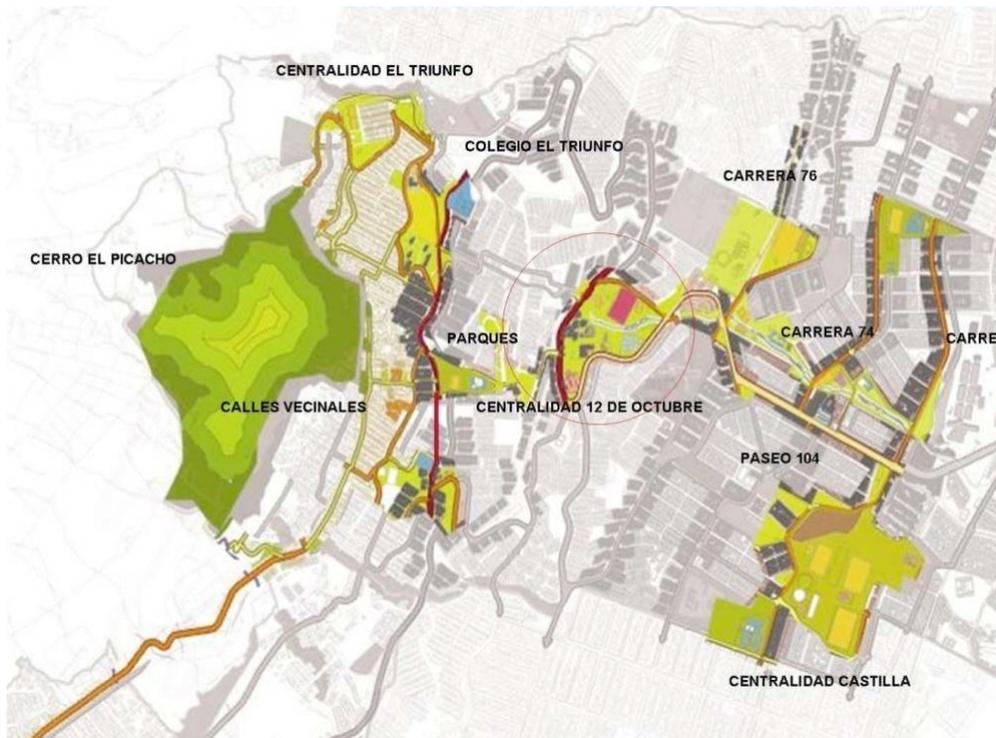 CENTRALIDAD EL TRIUNFO
COLEGIO EL TRIUNFO
CARRERA 76
CERRO EL PICACHO
PARQUES
CARRERA 74
CARRE
CALLES VECINALES
CENTRALIDAD 12 DE OCTUBRE
PASEO 104
CENTRALIDAD CASTILLA